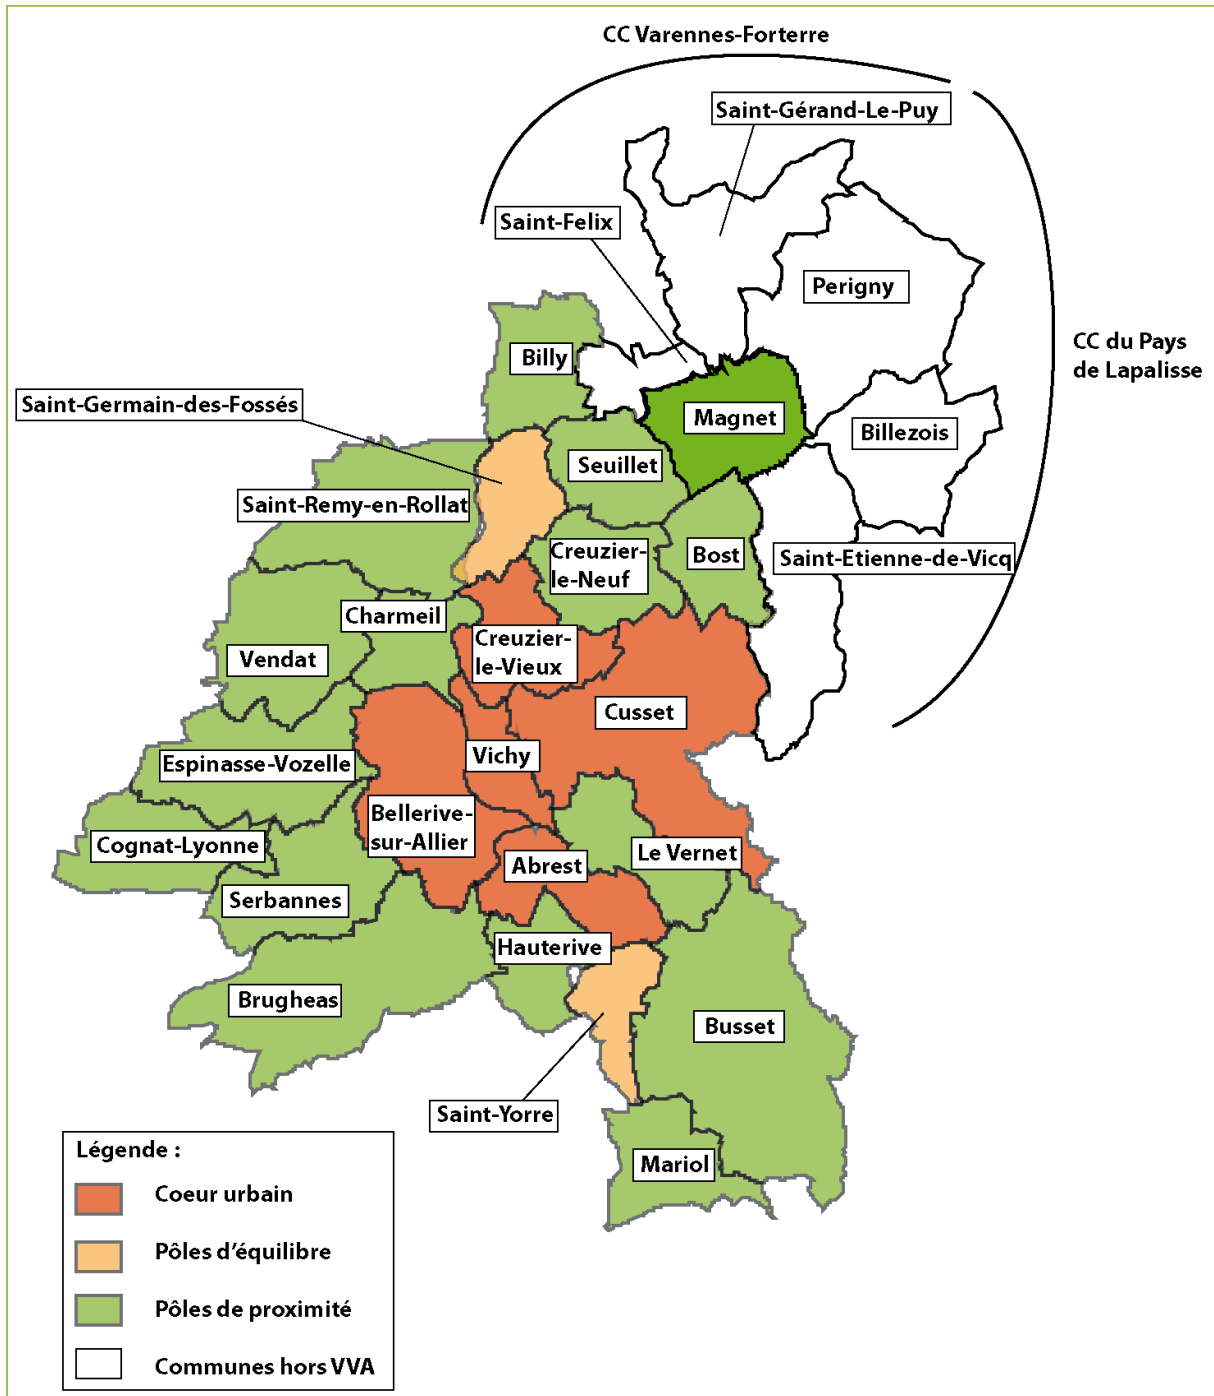 CC Varennes-Forterre
Saint-Gérand-Le-Puy
Saint-Felix
Perigny
CC du Pays
de Lapalisse
Billy
Saint-Germain-des-Fossés
Magnet
Billezois
Seuillet
Saint-Remy-en-Rollat
Creuzier-
le-Neuf
Bost
Saint-Etienne-de-Vicq
Charmeil
Vendat
Creuzier-
le-Vieux
Cusset
Vichy
Espinasse-Vozelle
Bellerive-
sur-Allier
Cognat-Lyonne
Le Vernet
Abrest
Serbannes
Hauterive
Brugheas
Busset
Saint-Yorre
Mariol
Légende :
Coeur urbain
Pôles d'équilibre
Pôles de proximité
Communes hors VVA